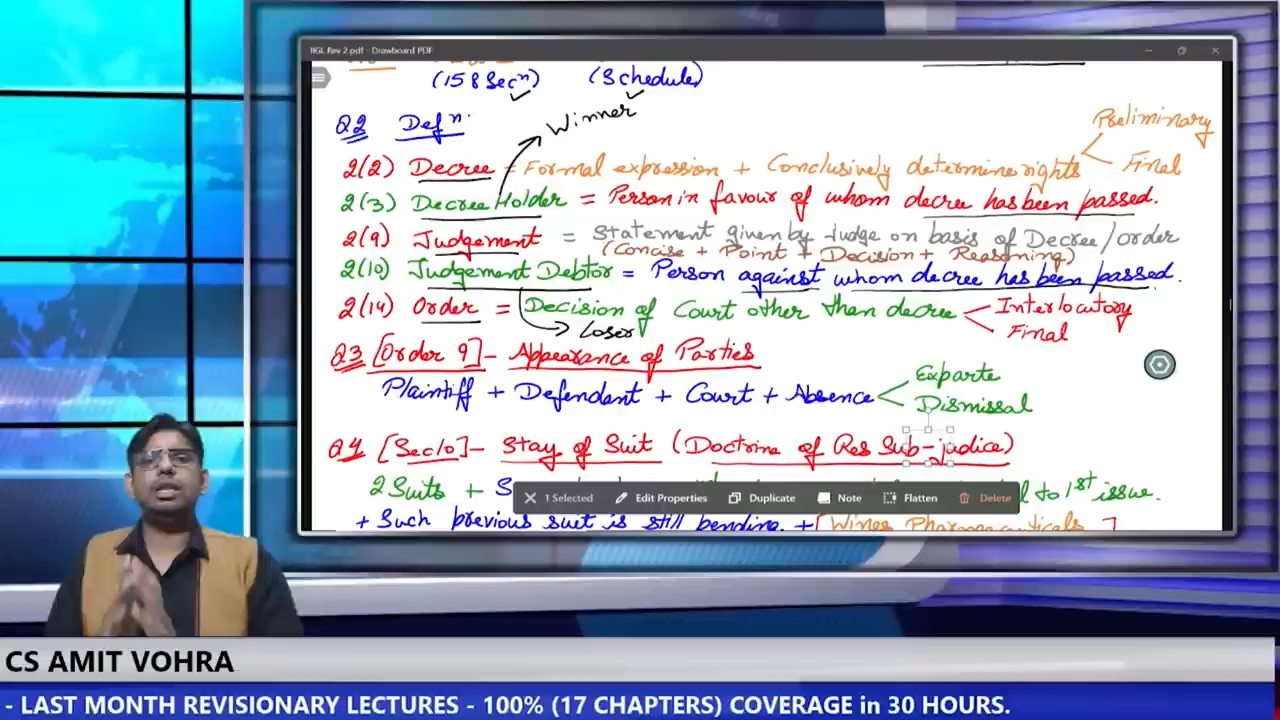 JIGL Rev 2.pdf - Drawboard PDF
(158 Secⁿ) (Schedule)
Q2 Defⁿ.
Winner
Preliminary
2(2) Decree = Formal expression + Conclusively determine rights
Final
2(3) Decree Holder = Person in favour of whom decree has been passed.
2(9) Judgement = Statement given by judge on basis of Decree/order
(Concise + Point + Decision + Reasoning)
2(10) Judgement Debtor = Person against whom decree has been passed.
2(14) Order = Decision of Court other than decree
Interlocutory
Final
Loser
Q3 [Order 9]- Appearance of Parties
Plaintiff + Defendant + Court + Absence
Exparte
Dismissal
Q4 [Sec10]- Stay of Suit (Doctrine of Res Sub-judice)
2 Suits + to 1st issue.
1 Selected Edit Properties Duplicate Note Flatten Delete
+ Such previous suit is still pending. + [Wings Pharmaceuticals ]
CS AMIT VOHRA
- LAST MONTH REVISIONARY LECTURES - 100% (17 CHAPTERS) COVERAGE in 30 HOURS.